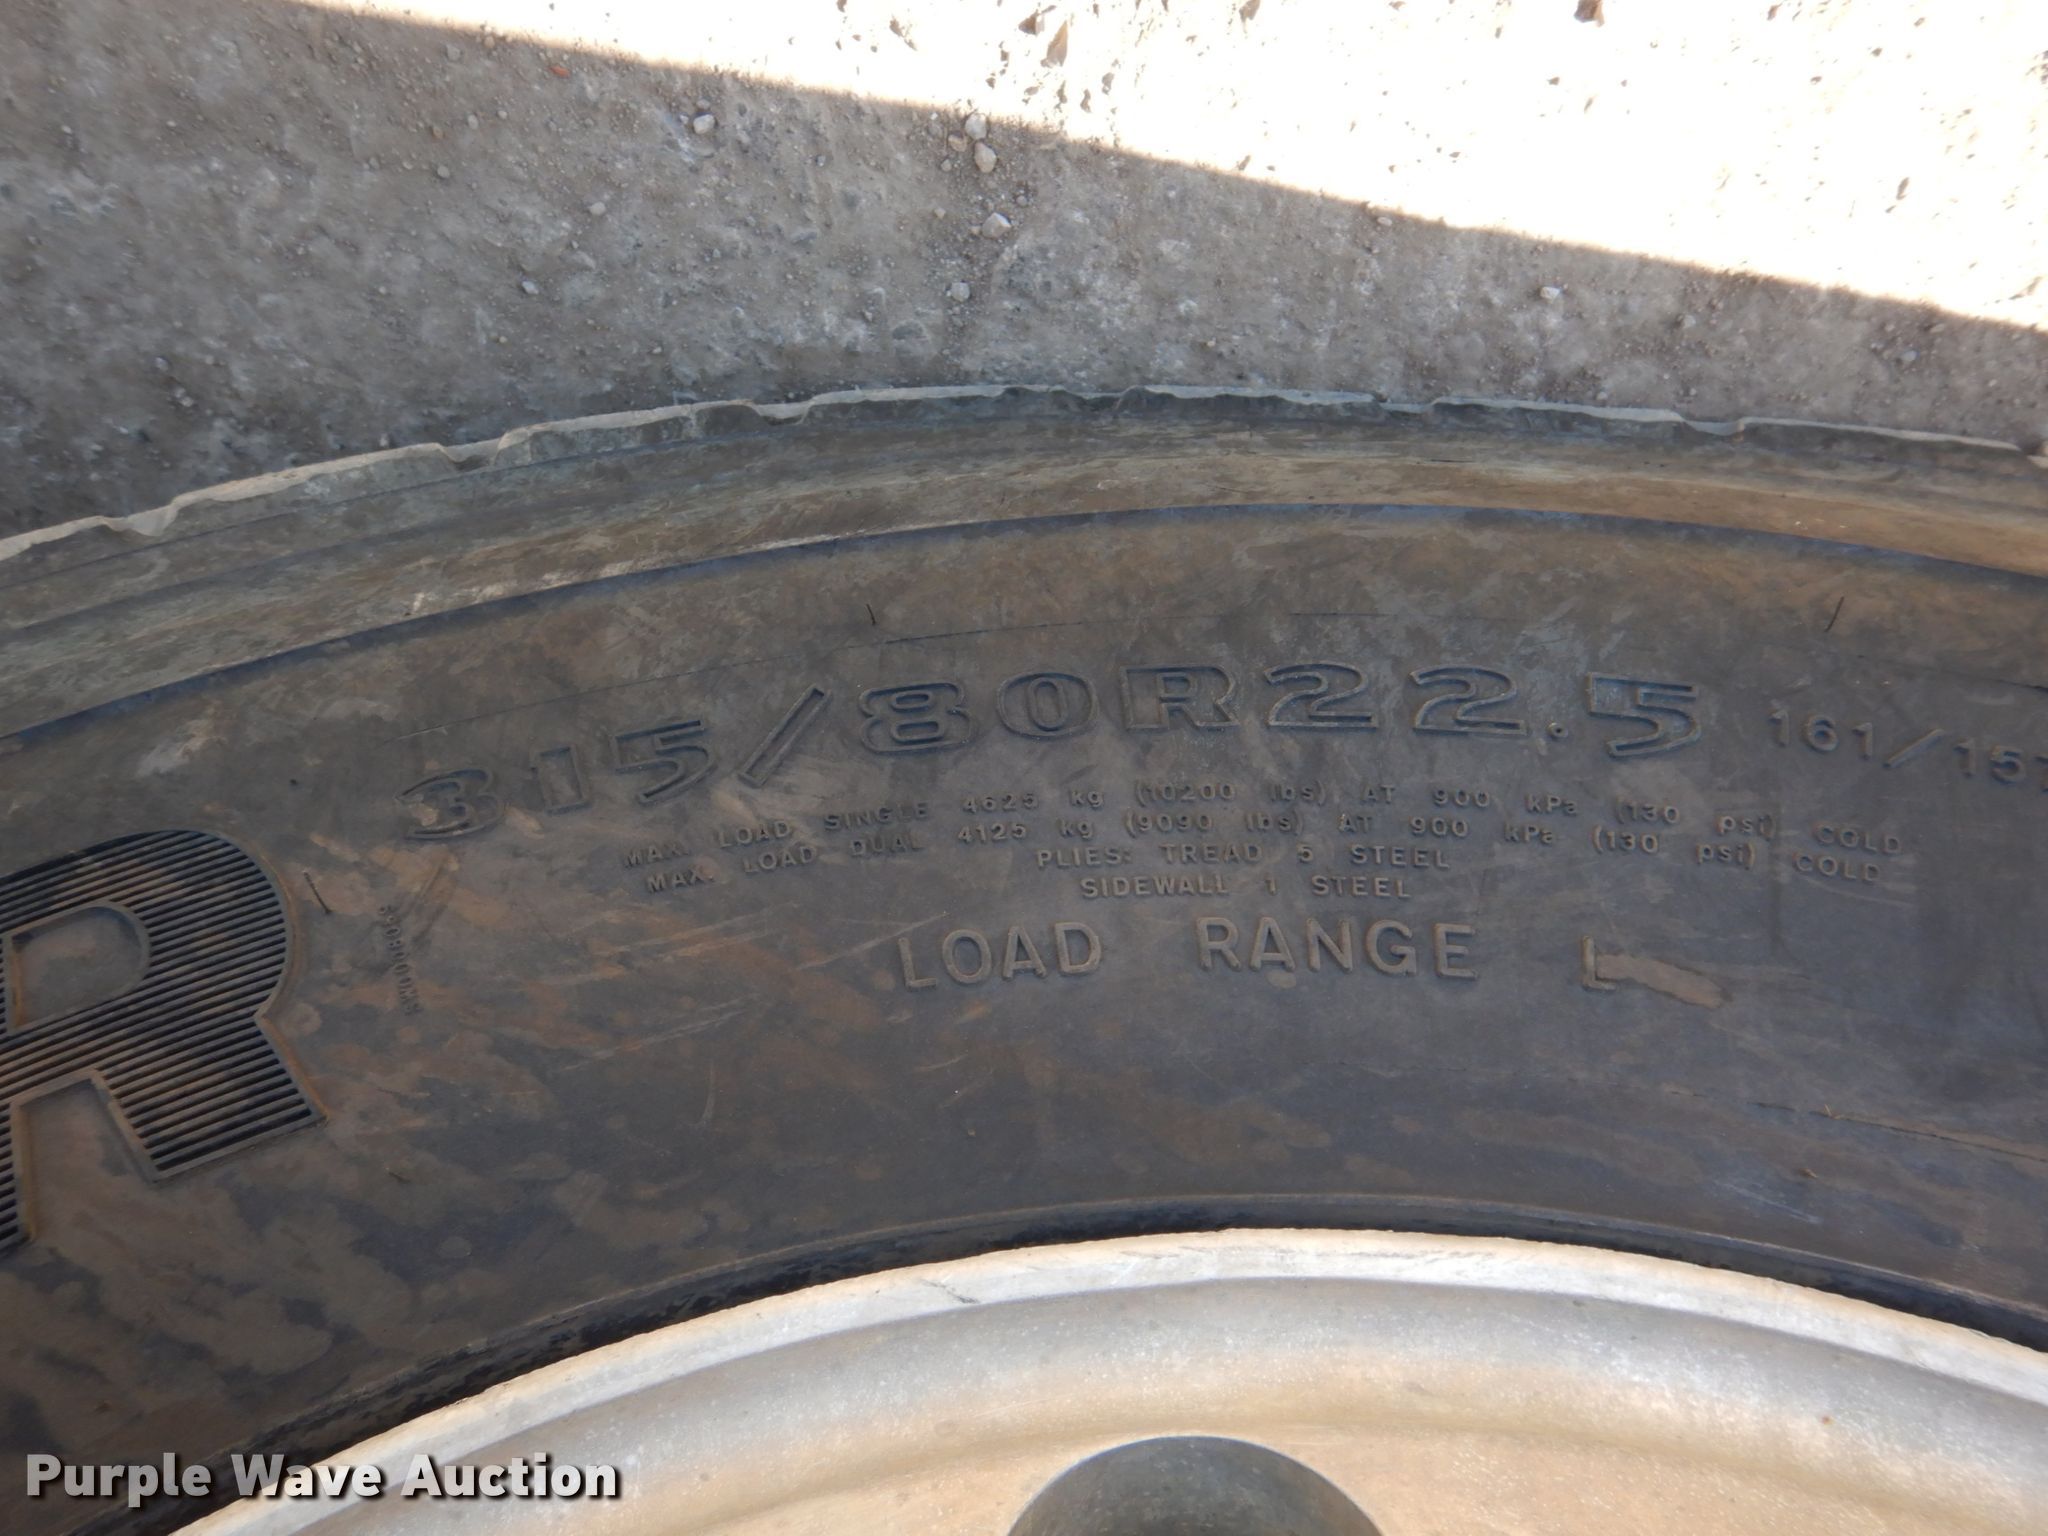 315/80R22.5 161/157
MAX. LOAD SINGLE 4625 kg (10200 lbs) AT 900 kPa (130 psi) COLD
MAX. LOAD DUAL 4125 kg (9090 lbs) AT 900 kPa (130 psi) COLD
PLIES: TREAD 5 STEEL
SIDEWALL 1 STEEL
LOAD RANGE L
R
Purple Wave Auction